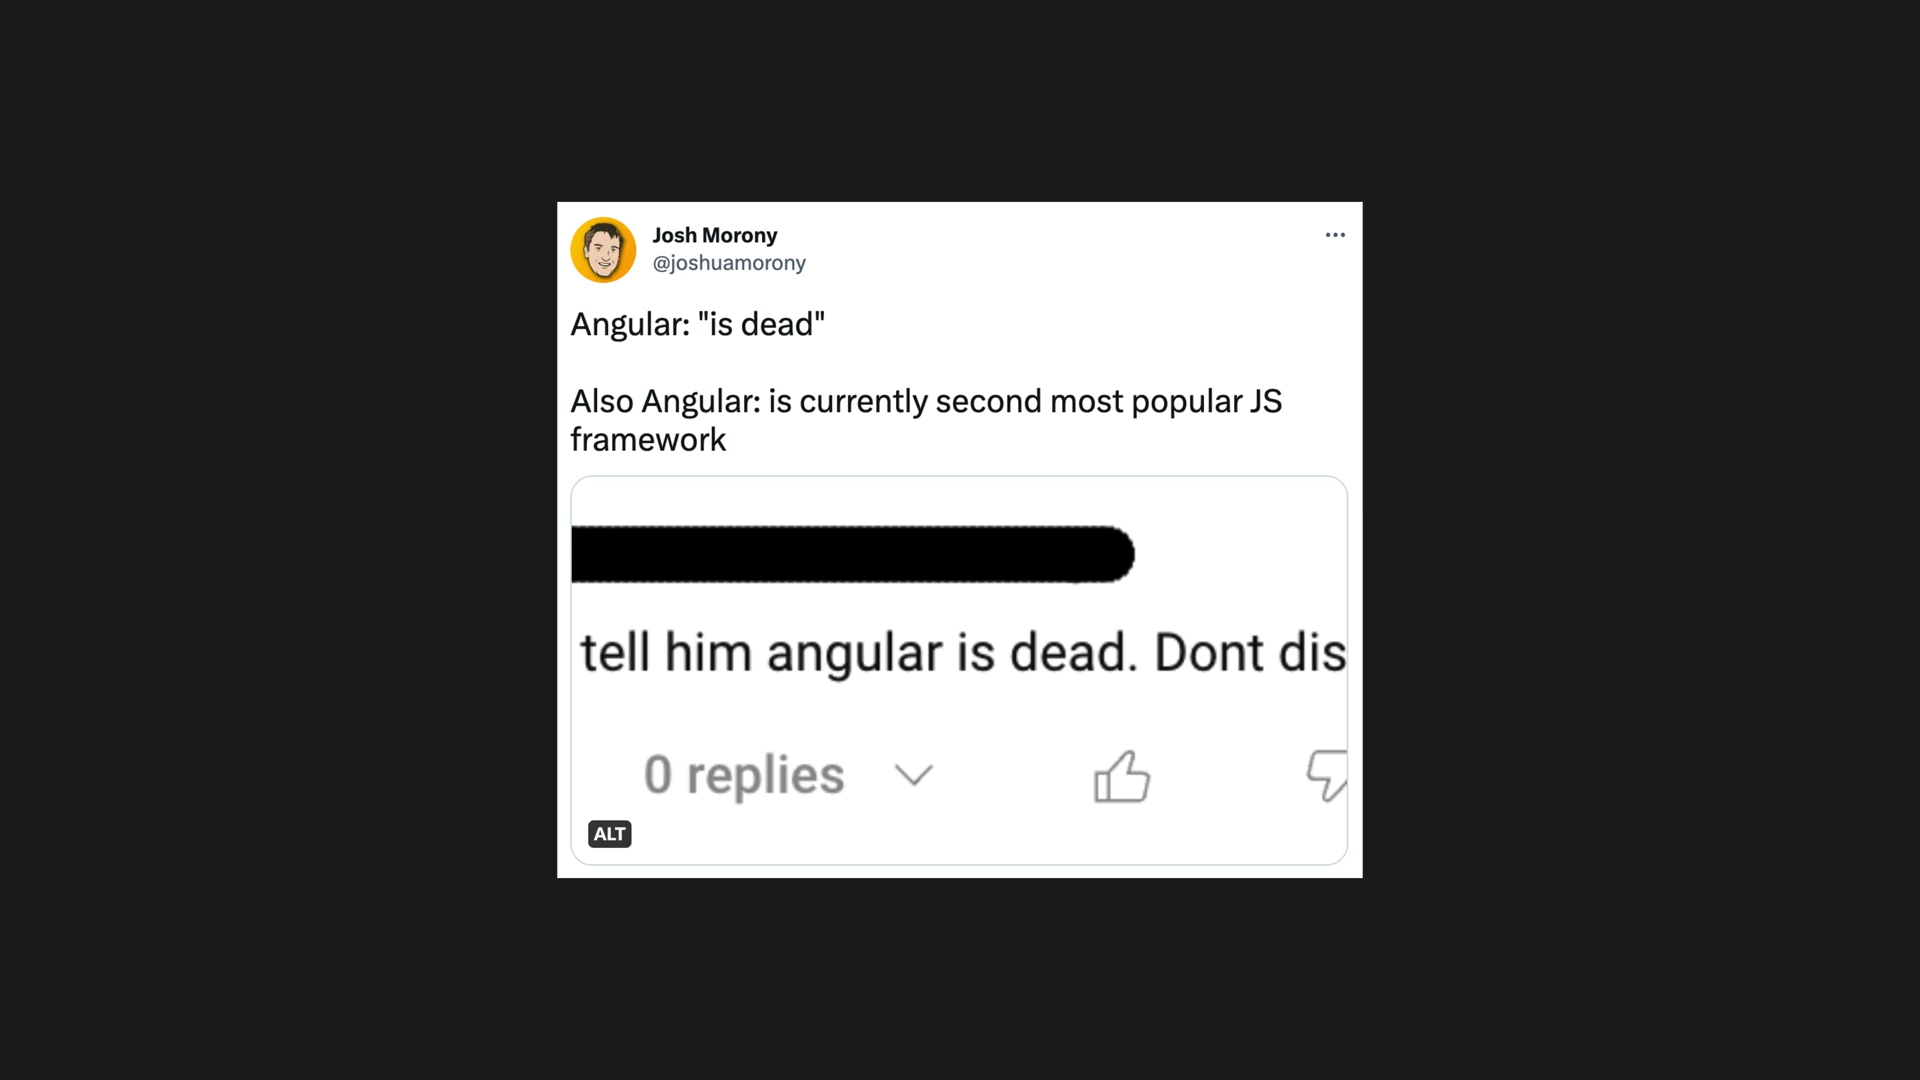 Josh Morony
@joshuamorony
Angular: "is dead"
Also Angular: is currently second most popular JS
framework
tell him angular is dead. Dont dis
0 replies
ALT